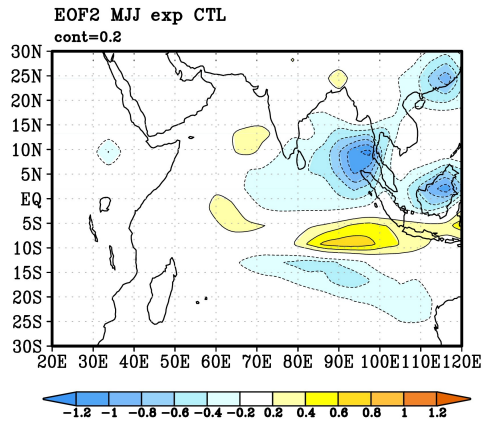 EOF2 MJJ exp CTL
cont=0.2
30N
25N
20N
15N
10N
5N
EQ
5S
10S
15S
20S
25S
30S
20E 30E 40E 50E 60E 70E 80E 90E 100E 110E 120E
-1.2 -1 -0.8 -0.6 -0.4 -0.2 0.2 0.4 0.6 0.8 1 1.2